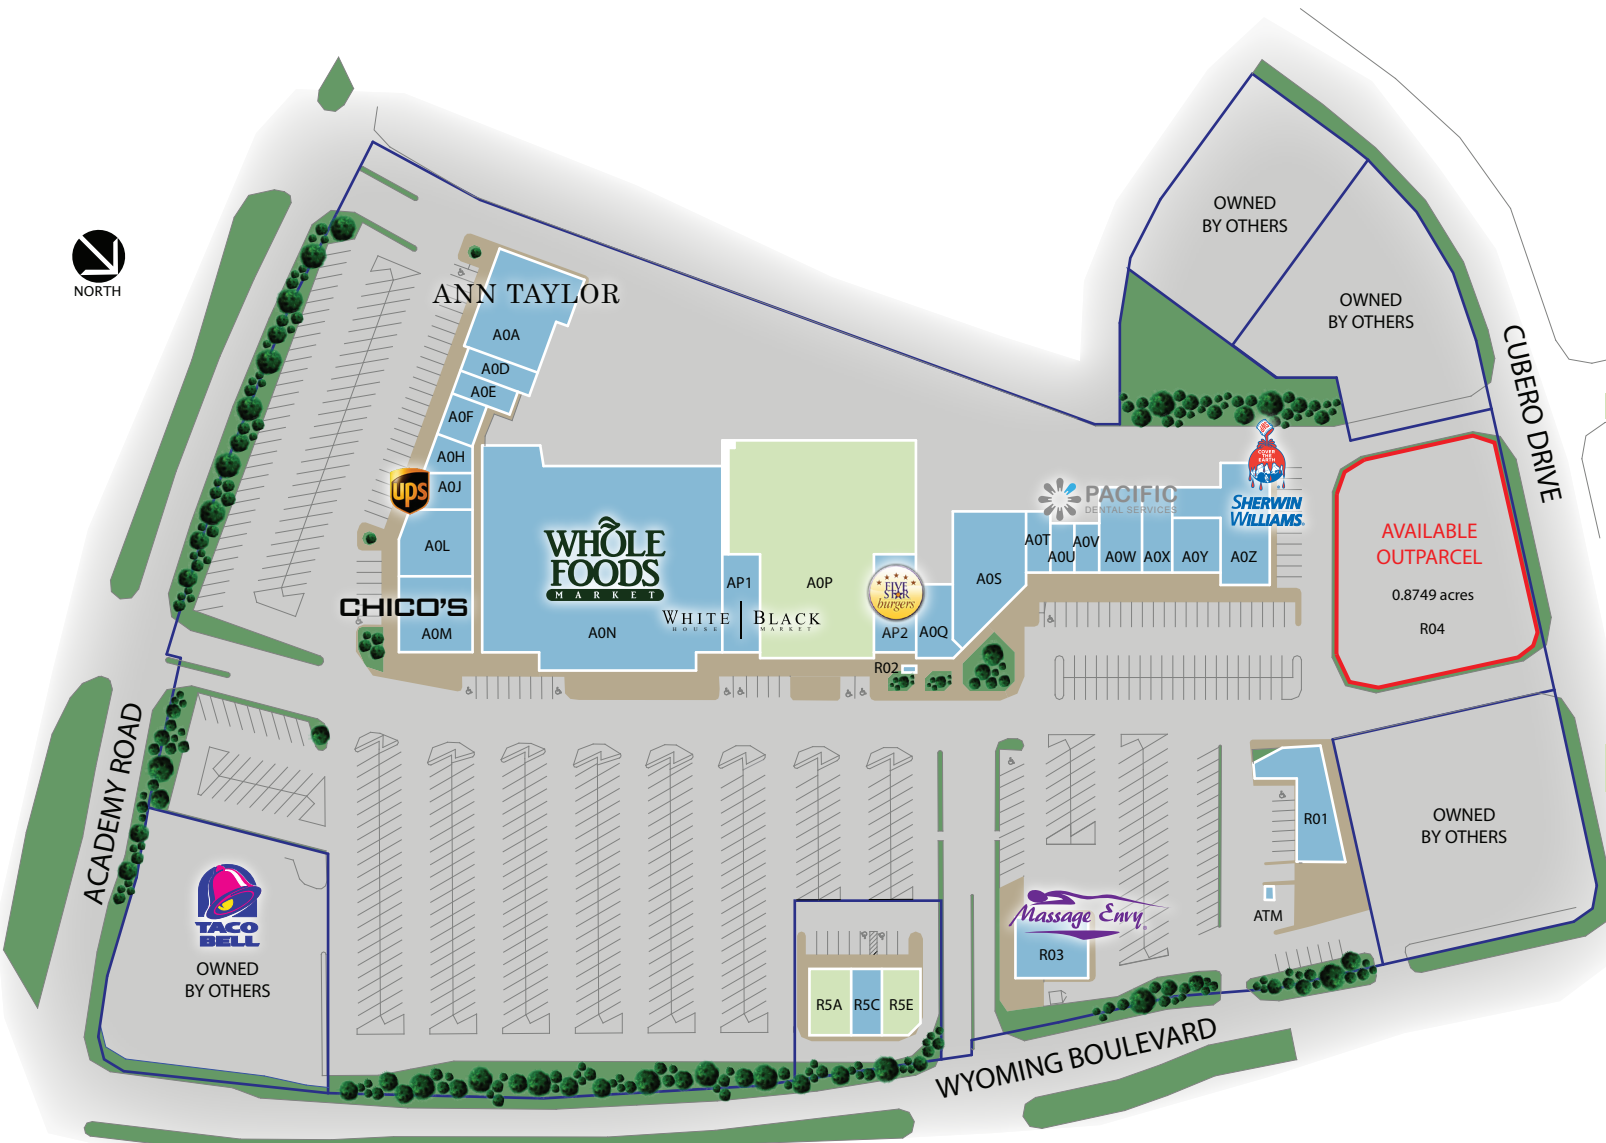 OWNED
BY OTHERS
OWNED
BY OTHERS
NORTH
CUBERO DRIVE
ANN TAYLOR
A0A
A0D
A0E
A0F
A0H
ups
A0J
A0L
CHICO'S
A0M
WHOLE
FOODS
MARKET
A0N
AP1
WHITE BLACK
HOUSE MARKET
A0P
FIVE
STAR
burgers
AP2
A0Q
R02
A0S
PACIFIC
DENTAL SERVICES
A0T
A0U
A0V
A0W
A0X
A0Y
A0Z
COVER
THE
EARTH
SHERWIN
WILLIAMS.
AVAILABLE
OUTPARCEL
0.8749 acres
R04
ACADEMY ROAD
TACO
BELL
OWNED
BY OTHERS
R5A
R5C
R5E
Massage Envy
R03
R01
ATM
OWNED
BY OTHERS
WYOMING BOULEVARD